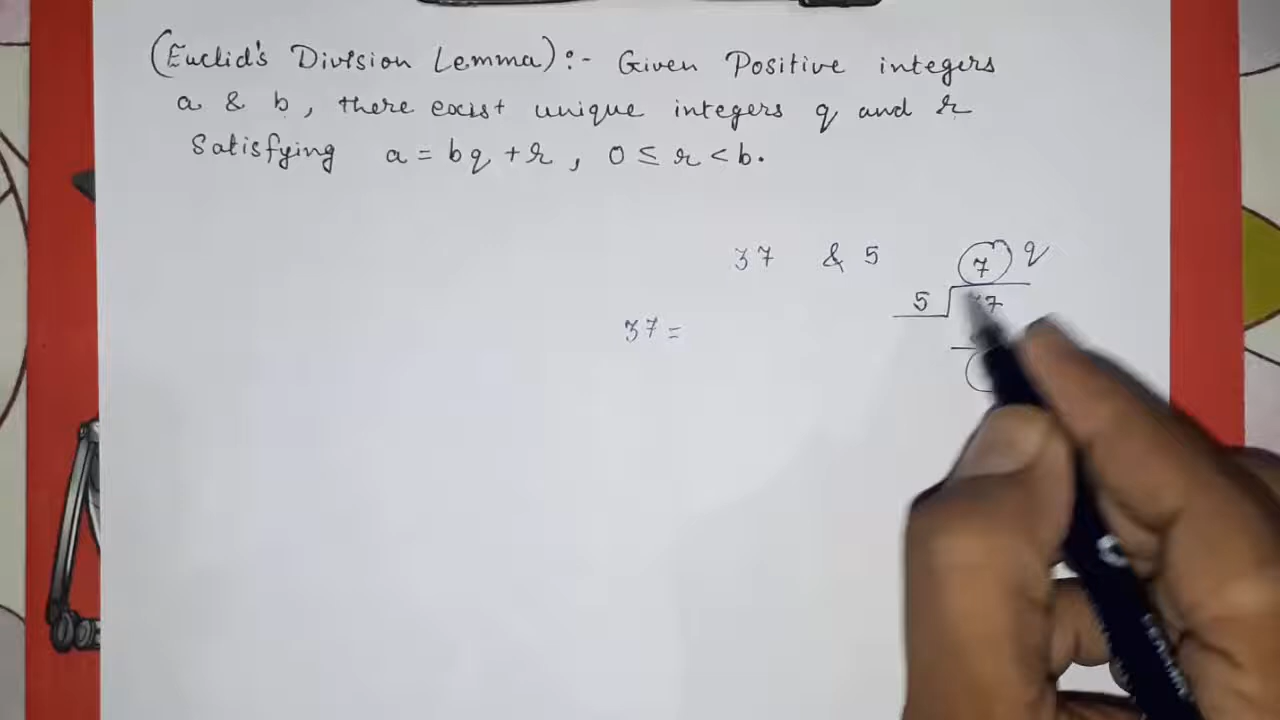 (Euclid's Division Lemma) :- Given Positive integers
a & b, there exist unique integers q and r
Satisfying a = bq + r, 0 ≤ r < b.
37 & 5
7 q
5 37
37 =